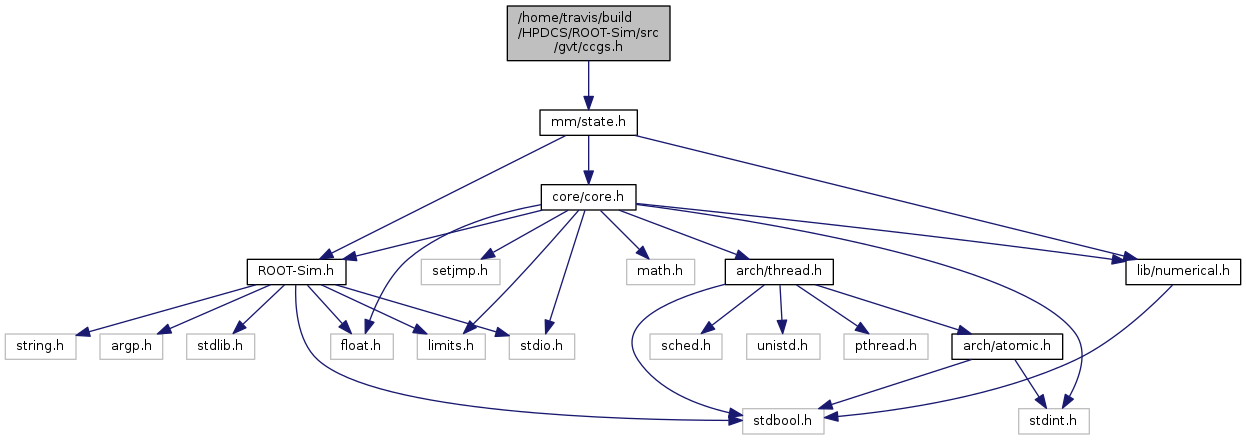 /home/travis/build
/HPDCS/ROOT-Sim/src
/gvt/ccgs.h
mm/state.h
core/core.h
ROOT-Sim.h
setjmp.h
math.h
arch/thread.h
lib/numerical.h
string.h
argp.h
stdlib.h
float.h
limits.h
stdio.h
sched.h
unistd.h
pthread.h
arch/atomic.h
stdbool.h
stdint.h